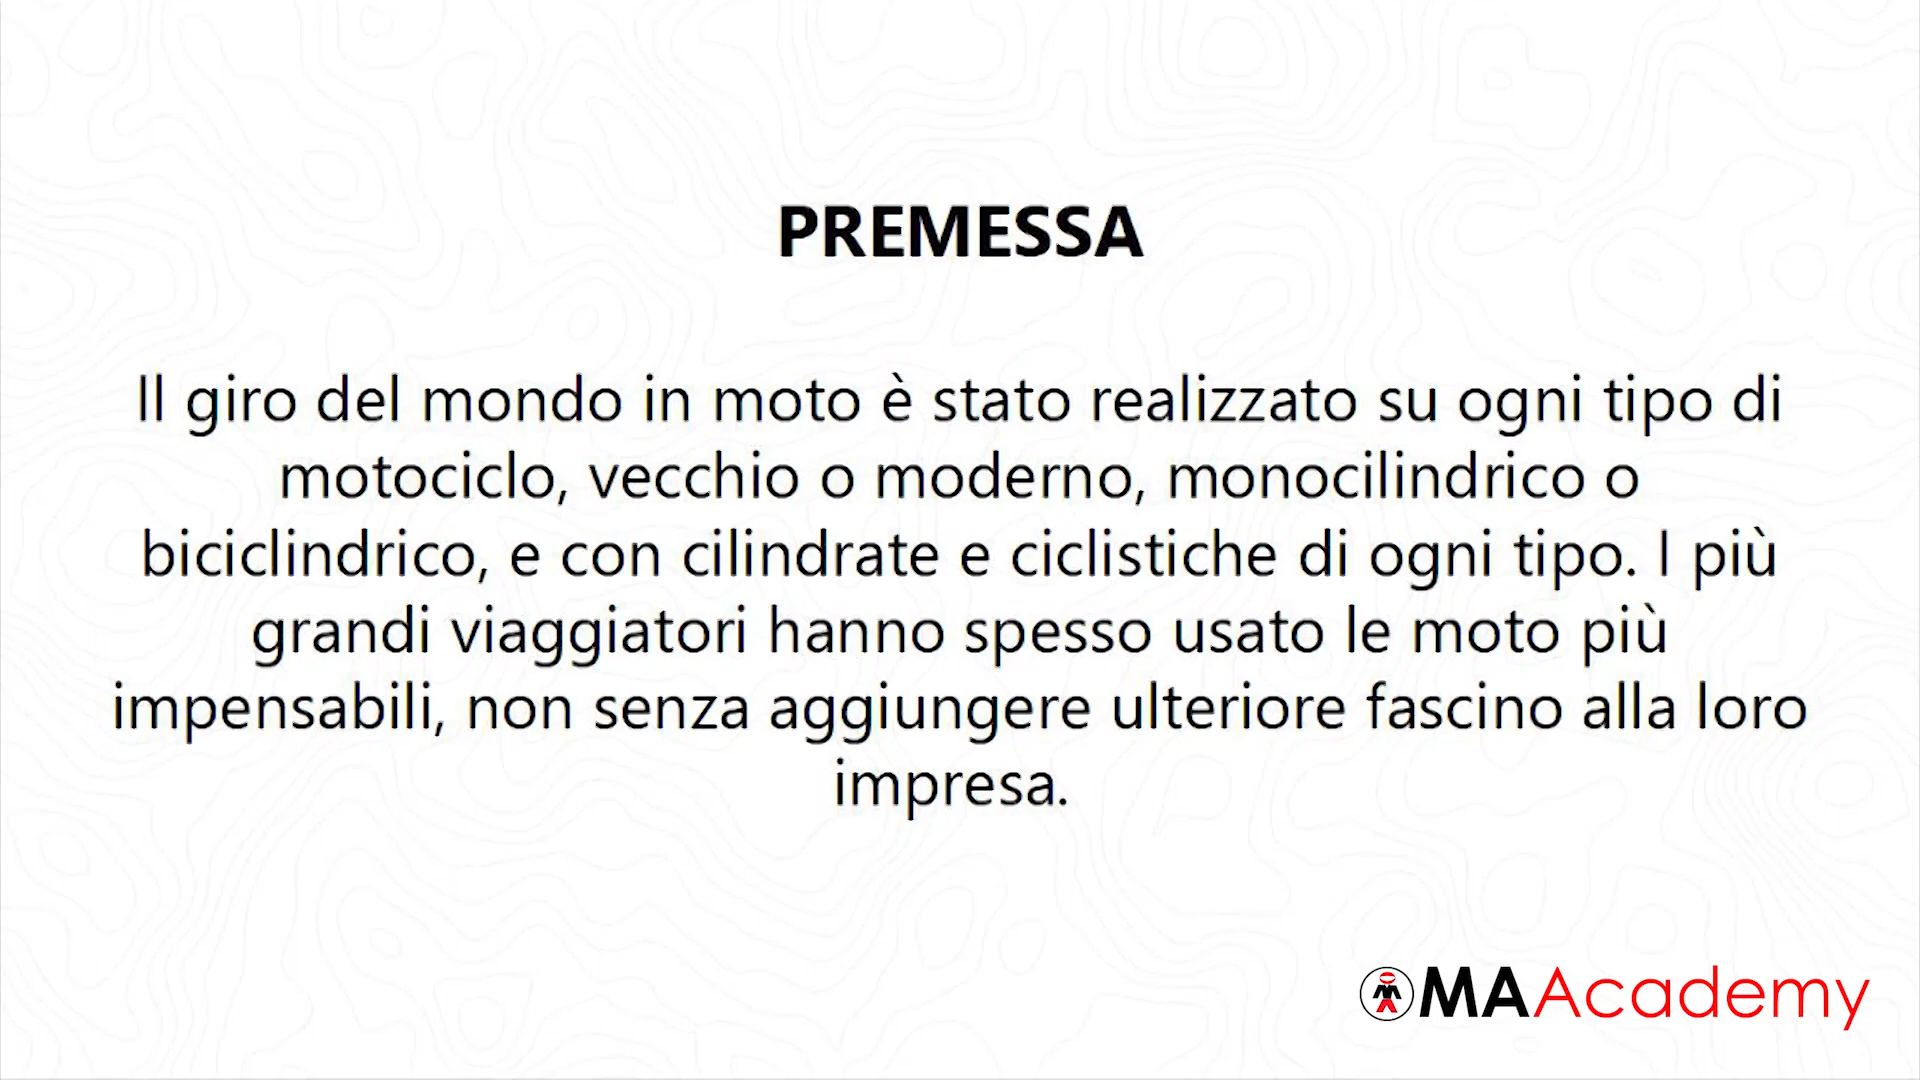 PREMESSA
Il giro del mondo in moto è stato realizzato su ogni tipo di
motociclo, vecchio o moderno, monocilindrico o
biciclindrico, e con cilindrate e ciclistiche di ogni tipo. I più
grandi viaggiatori hanno spesso usato le moto più
impensabili, non senza aggiungere ulteriore fascino alla loro
impresa.
MAAcademy